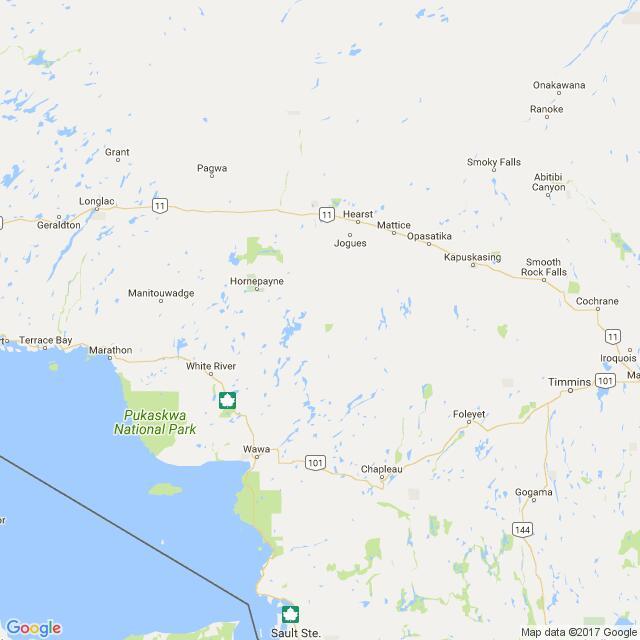 Onakawana
Ranoke
Grant
Smoky Falls
Pagwa
Abitibi
Canyon
Longlac
11
11
Hearst
Geraldton
Mattice
Opasatika
Jogues
Kapuskasing
Smooth
Rock Falls
Hornepayne
Manitouwadge
Cochrane
11
Terrace Bay
Marathon
Iroquois
White River
Timmins
101
Pukaskwa
National Park
Foleyet
Wawa
101
Chapleau
Gogama
144
Google
Sault Ste.
Map data ©2017 Google